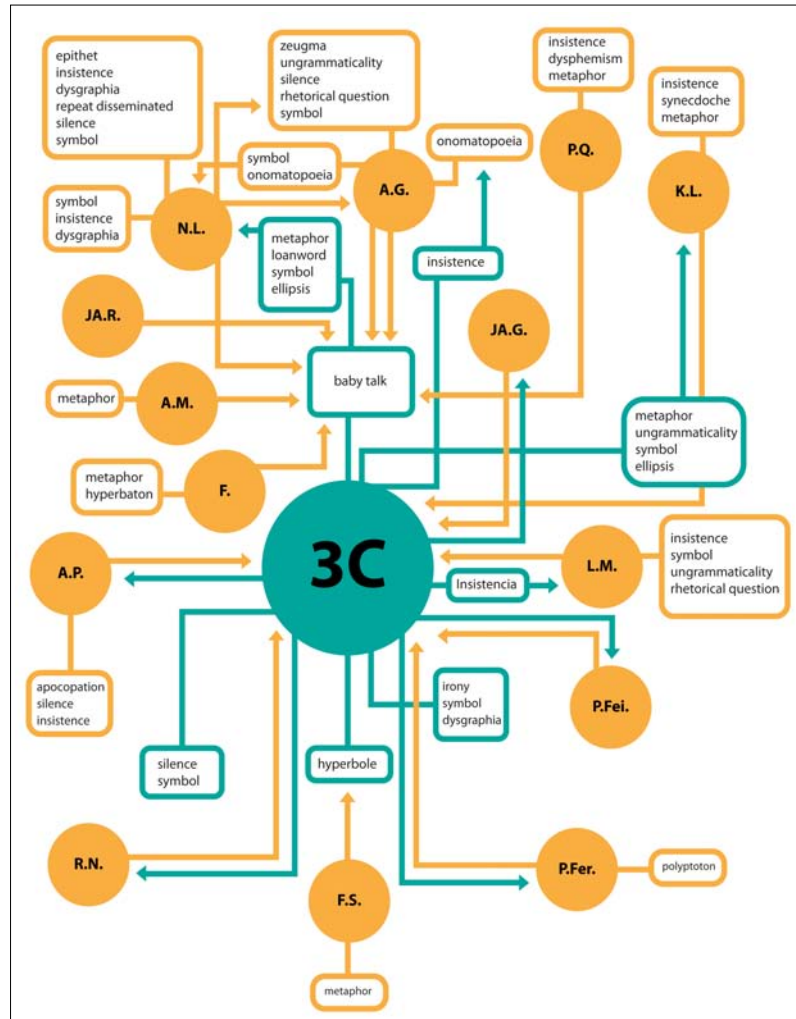 epithet
insistence
dysgraphia
repeat disseminated
silence
symbol
zeugma
ungrammaticality
silence
rhetorical question
symbol
insistence
dysphemism
metaphor
insistence
synecdoche
metaphor
symbol
onomatopoeia
onomatopoeia
A.G.
P.Q.
K.L.
symbol
insistence
dysgraphia
N.L.
metaphor
loanword
symbol
ellipsis
insistence
JA.R.
JA.G.
baby talk
metaphor
A.M.
metaphor
ungrammaticality
symbol
ellipsis
metaphor
hyperbaton
F.
3C
A.P.
Insistencia
L.M.
insistence
symbol
ungrammaticality
rhetorical question
apocopation
silence
insistence
irony
symbol
dysgraphia
P.Fei.
silence
symbol
hyperbole
R.N.
F.S.
P.Fer.
polyptoton
metaphor